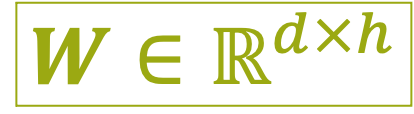 𝑾 ∈ ℝ^{d×h}